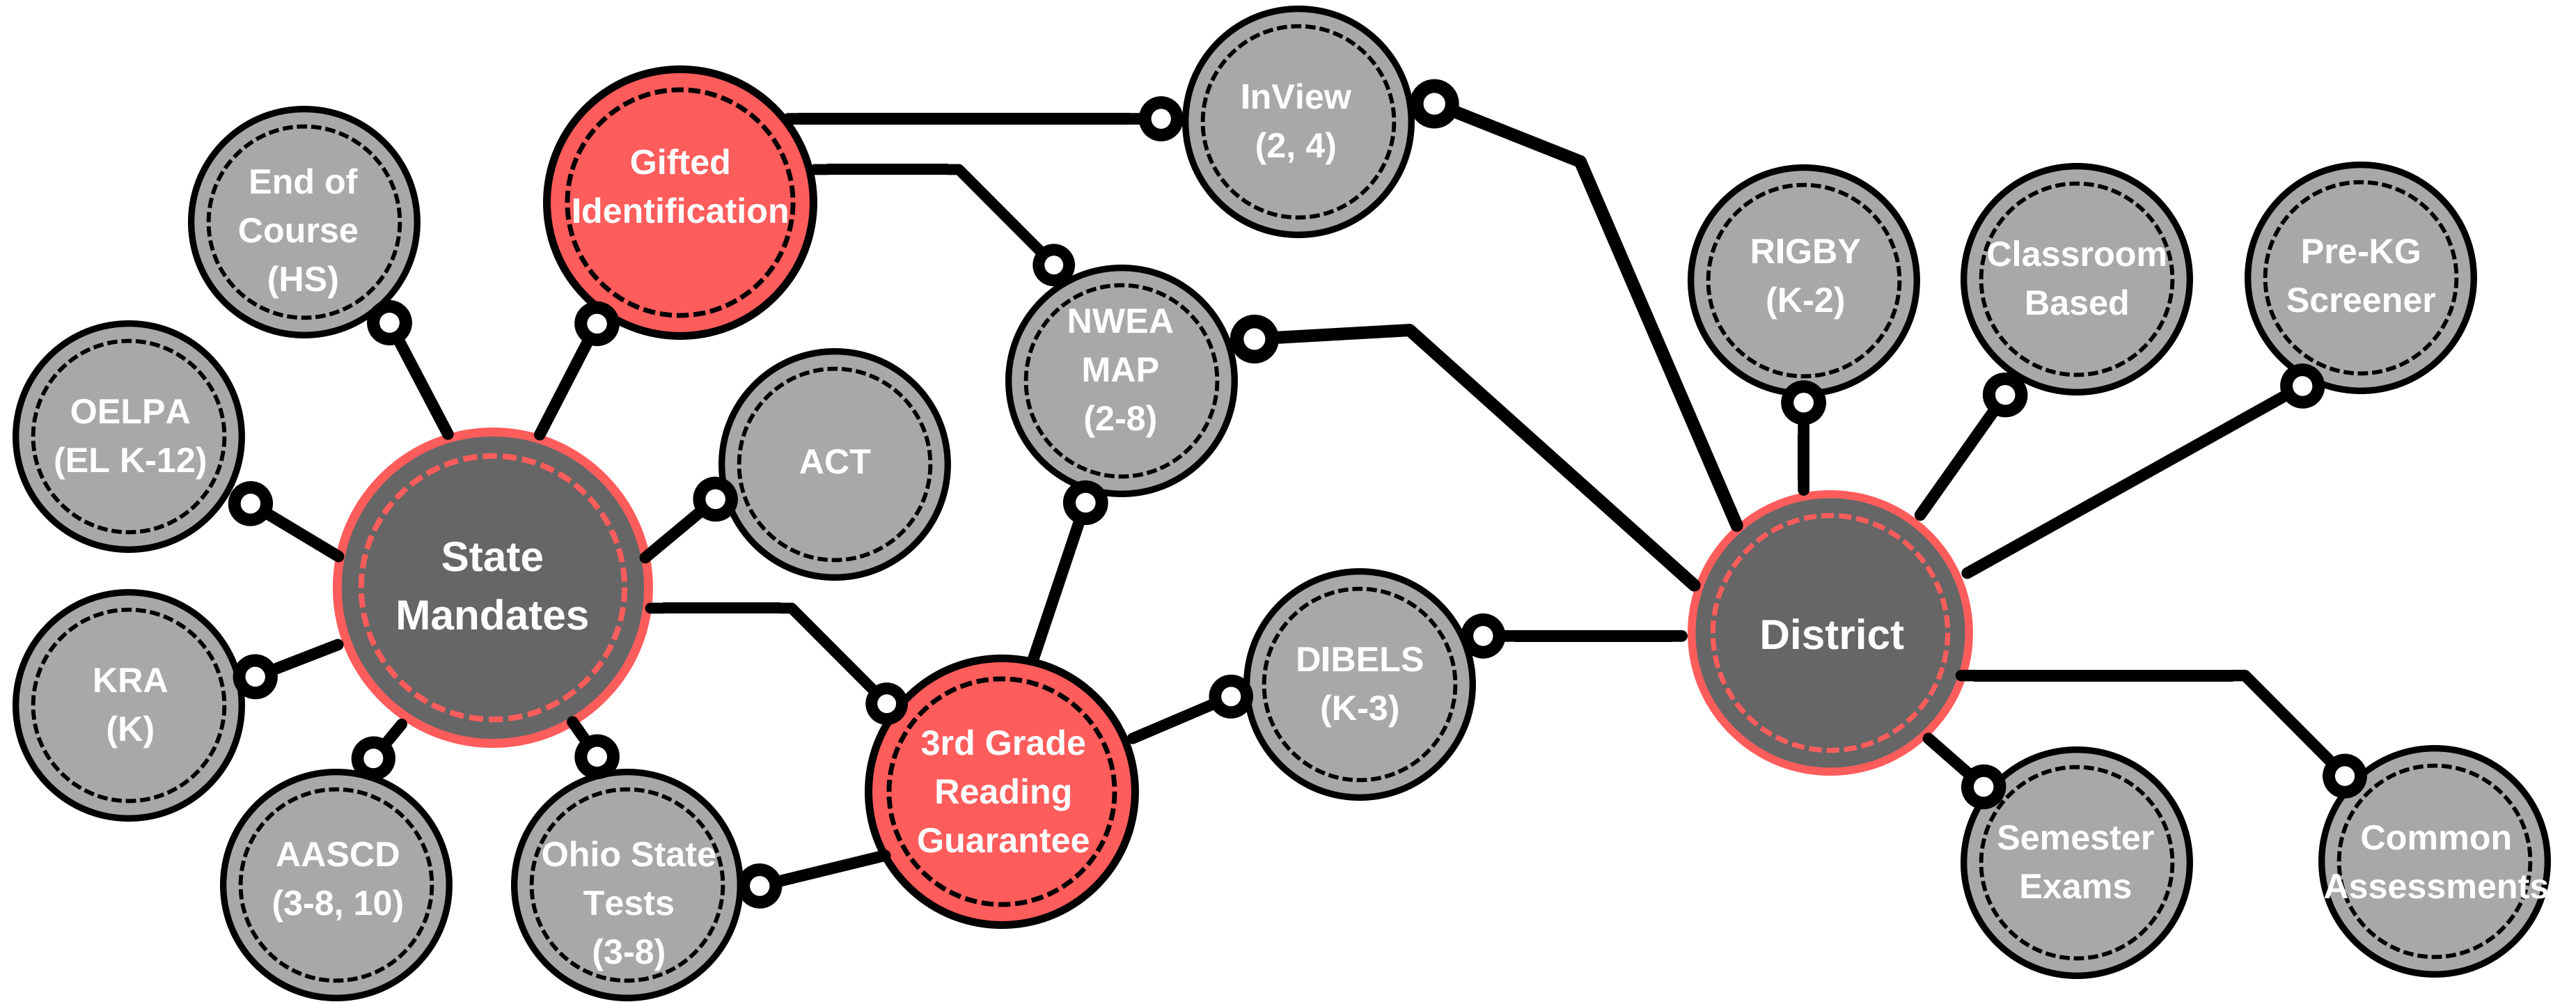 InView
(2, 4)
Gifted
Identification
End of
Course
(HS)
RIGBY
(K-2)
Classroom
Based
Pre-KG
Screener
NWEA
MAP
(2-8)
OELPA
(EL K-12)
ACT
State
Mandates
District
KRA
(K)
DIBELS
(K-3)
3rd Grade
Reading
Guarantee
AASCD
(3-8, 10)
Ohio State
Tests
(3-8)
Semester
Exams
Common
Assessments